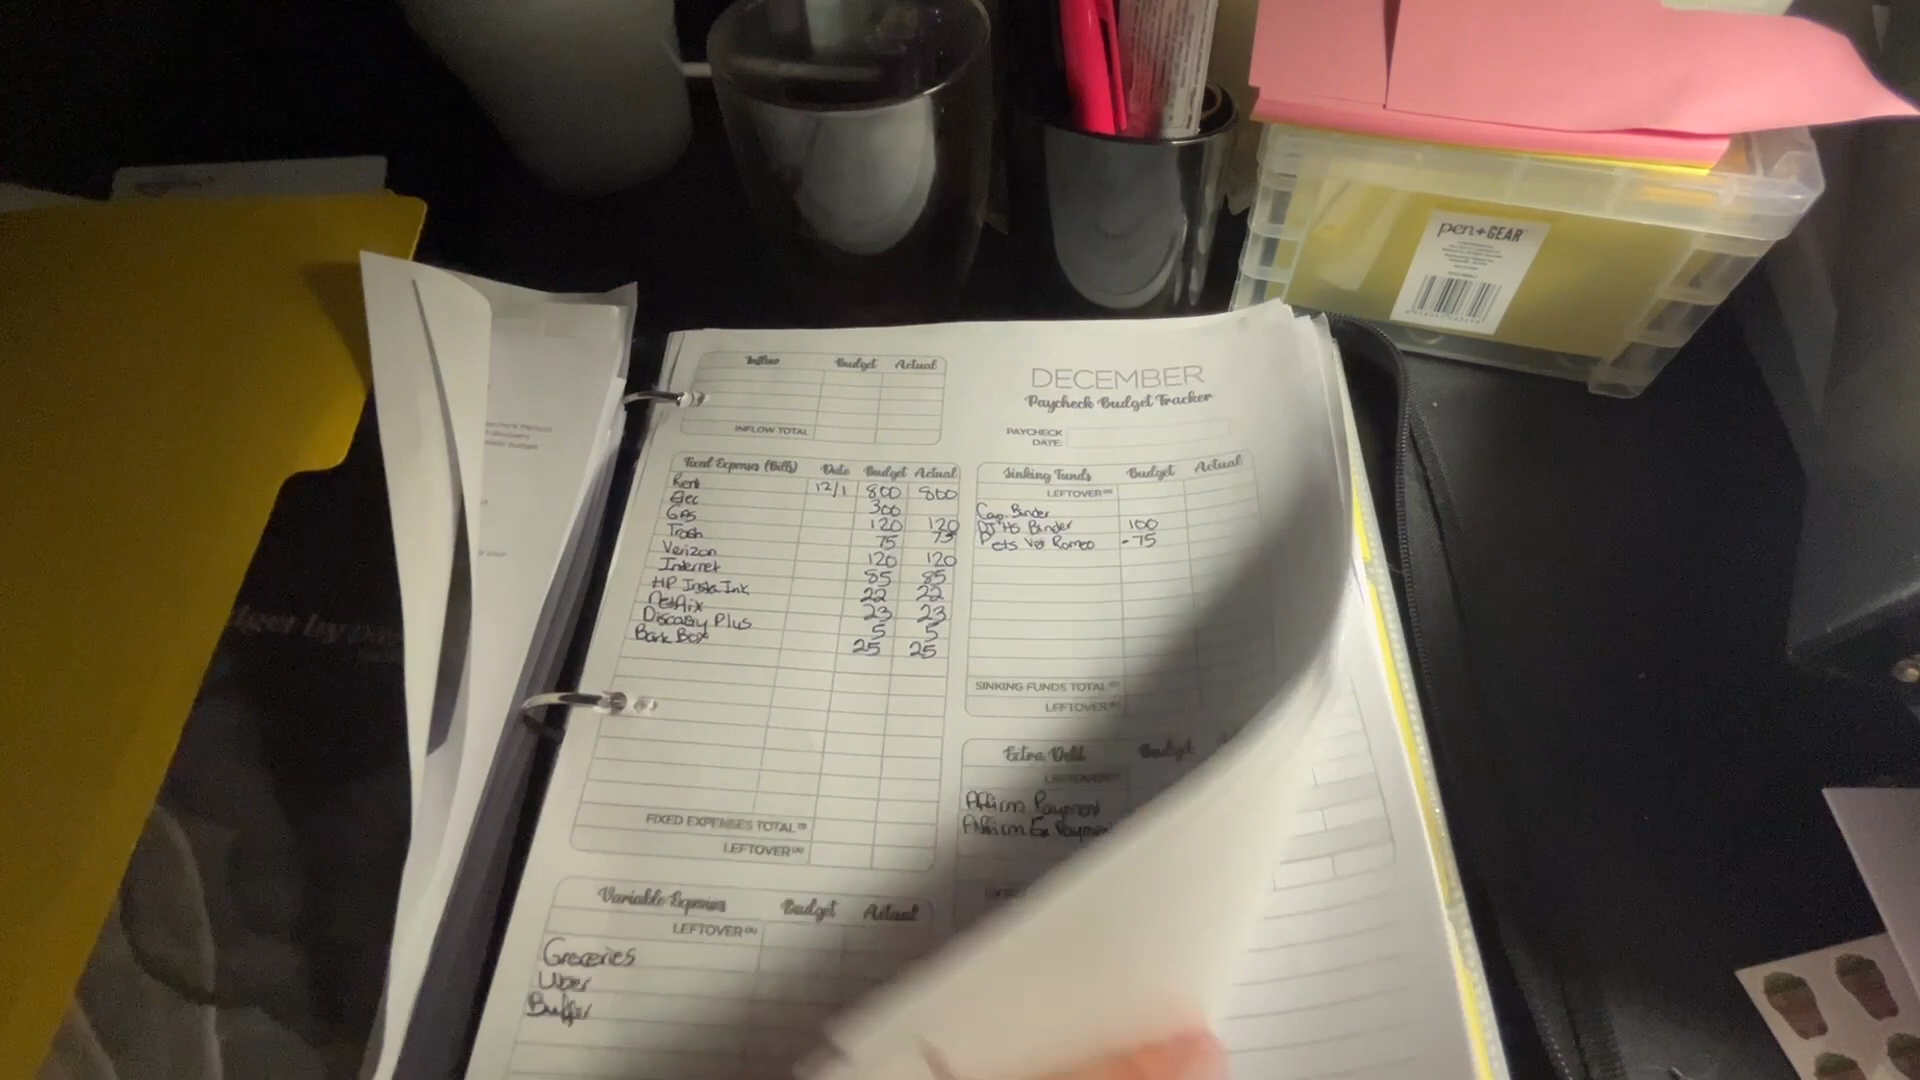 pen+GEAR
Inflow Budget Actual
INFLOW TOTAL
DECEMBER
Paycheck Budget Tracker
PAYCHECK
DATE:
Fixed Expenses (Bills) Date Budget Actual
Rent 12/1 800 800
Elec 300
Gas 120 120
Trash 75 75
Verizon 120 120
Internet 85 85
HP Insta Ink 22 22
Netflix 23 23
Discovery Plus 5 5
Bark Box 25 25
FIXED EXPENSES TOTAL
LEFTOVER
Sinking Funds Budget Actual
LEFTOVER
Binder
Binder 100
Pets Vet Romeo -75
SINKING FUNDS TOTAL
LEFTOVER
Extra Debt Budget
LEFTOVER
Affirm Payment
Affirm Ex Payment
Variable Expenses Budget Actual
LEFTOVER
Groceries
Uber
Buffer